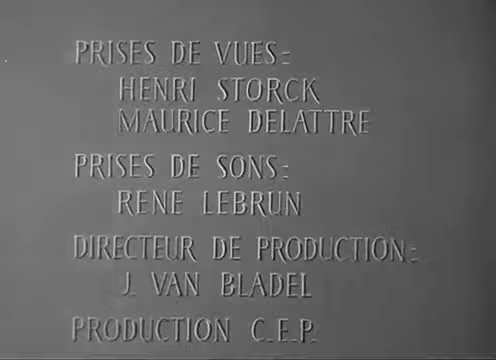 PRISES DE VUES:
HENRI STORCK
MAURICE DELATTRE
PRISES DE SONS:
RENE LEBRUN
DIRECTEUR DE PRODUCTION:
J. VAN BLADEL
PRODUCTION C.E.P.